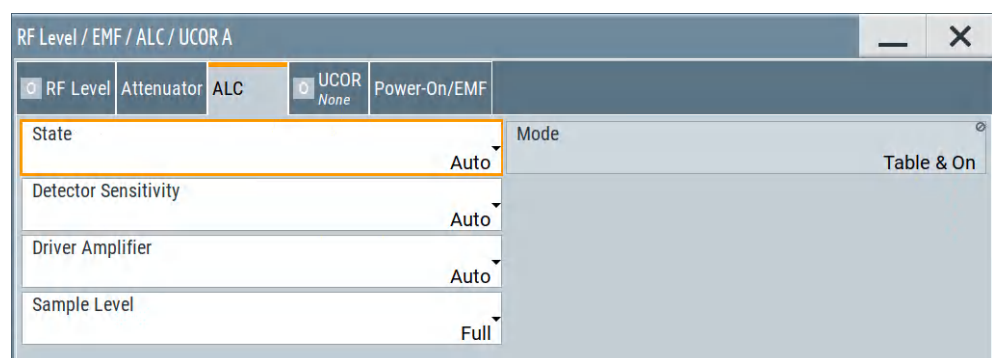 RF Level / EMF / ALC / UCOR A
RF Level Attenuator ALC UCOR None Power-On/EMF
State
Auto
Mode
Table & On
Detector Sensitivity
Auto
Driver Amplifier
Auto
Sample Level
Full